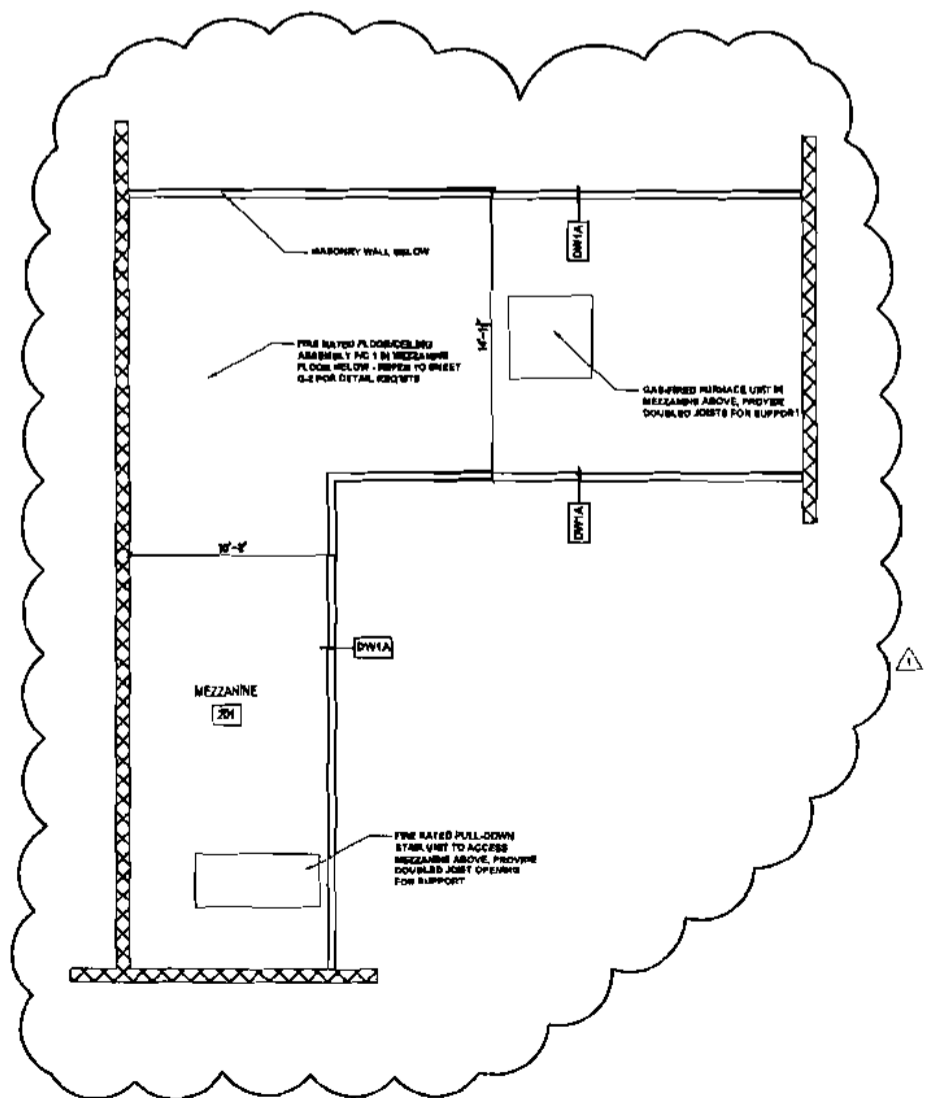 DW1A
MASONRY WALL BELOW
FIRE RATED FLOOR/CEILING
ASSEMBLY F/C 1 IN MEZZANINE
FLOOR BELOW - REFER TO SHEET
G-2 FOR DETAIL REQMTS
GAS-FIRED FURNACE UNIT IN
MEZZANINE ABOVE, PROVIDE
DOUBLED JOISTS FOR SUPPORT
DW1A
DW1A
MEZZANINE
201
1
FIRE RATED PULL-DOWN
STAIR UNIT TO ACCESS
MEZZANINE ABOVE, PROVIDE
DOUBLED JOIST OPENING
FOR SUPPORT